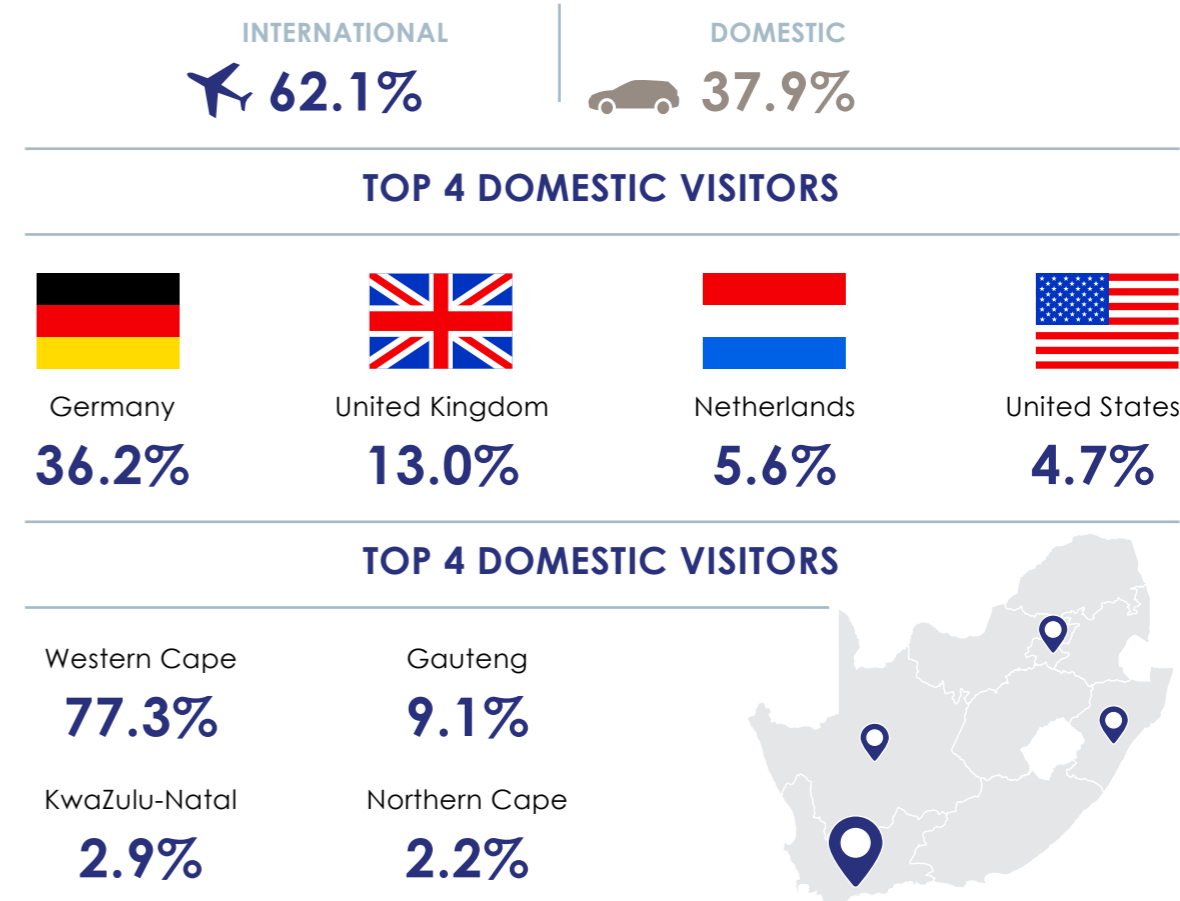 INTERNATIONAL
62.1%
DOMESTIC
37.9%
TOP 4 DOMESTIC VISITORS
Germany
36.2%
United Kingdom
13.0%
Netherlands
5.6%
United States
4.7%
TOP 4 DOMESTIC VISITORS
Western Cape
77.3%
Gauteng
9.1%
KwaZulu-Natal
2.9%
Northern Cape
2.2%